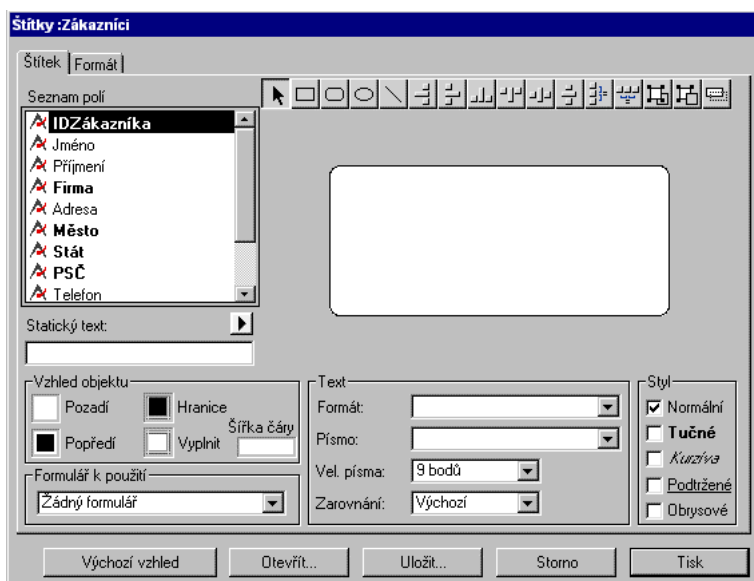 Štítky :Zákazníci
Štítek Formát
Seznam polí
IDZákazníka
Jméno
Příjmení
Firma
Adresa
Město
Stát
PSČ
Telefon
Statický text:
Vzhled objektu
Pozadí Hranice
Popředí Vyplnit Šířka čáry
Formulář k použití
Žádný formulář
Text
Formát:
Písmo:
Vel. písma: 9 bodů
Zarovnání: Výchozí
Styl
Normální
Tučné
Kurzíva
Podtržené
Obrysové
Výchozí vzhled Otevřít... Uložit... Storno Tisk